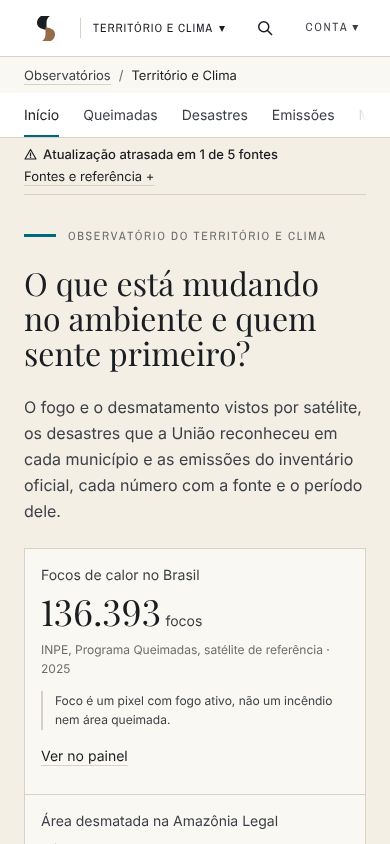 TERRITÓRIO E CLIMA ▾
CONTA ▾
Observatórios / Território e Clima
Início Queimadas Desastres Emissões
Atualização atrasada em 1 de 5 fontes
Fontes e referência +
OBSERVATÓRIO DO TERRITÓRIO E CLIMA
O que está mudando
no ambiente e quem
sente primeiro?
O fogo e o desmatamento vistos por satélite,
os desastres que a União reconheceu em
cada município e as emissões do inventário
oficial, cada número com a fonte e o período
dele.
Focos de calor no Brasil
136.393 focos
INPE, Programa Queimadas, satélite de referência ·
2025
Foco é um pixel com fogo ativo, não um incêndio
nem área queimada.
Ver no painel
Área desmatada na Amazônia Legal